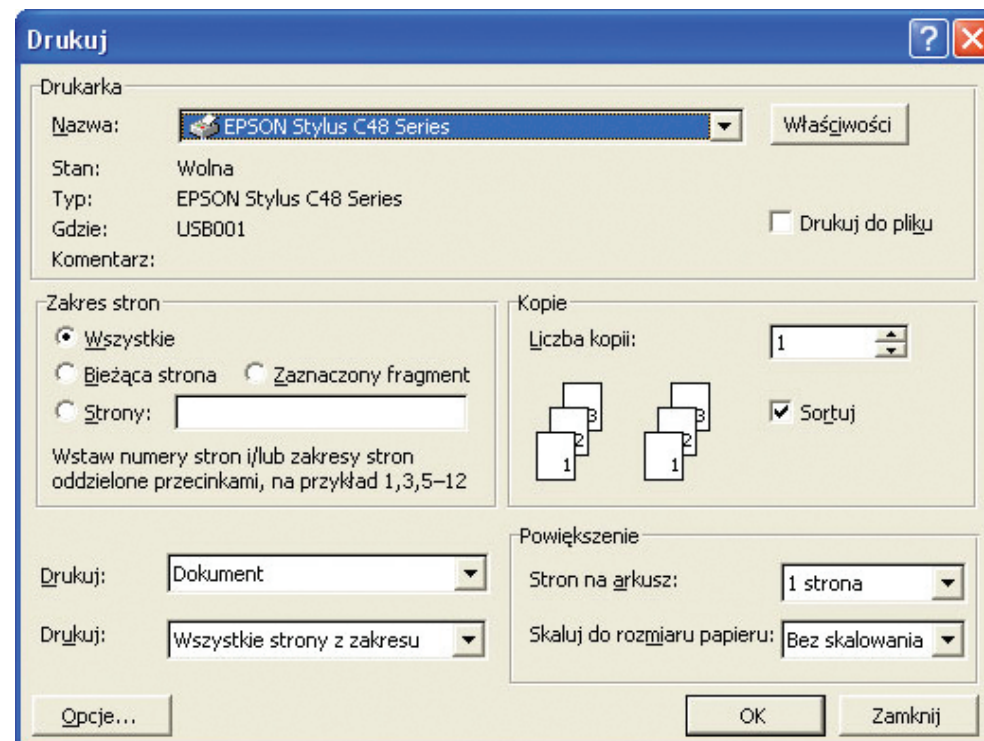 Drukuj
Drukarka
Nazwa: EPSON Stylus C48 Series Właściwości
Stan: Wolna
Typ: EPSON Stylus C48 Series
Gdzie: USB001 Drukuj do pliku
Komentarz:
Zakres stron
Wszystkie
Bieżąca strona Zaznaczony fragment
Strony:
Wstaw numery stron i/lub zakresy stron
oddzielone przecinkami, na przykład 1,3,5–12
Kopie
Liczba kopii: 1
3 3
2 2
1 1
Sortuj
Drukuj: Dokument
Drukuj: Wszystkie strony z zakresu
Powiększenie
Stron na arkusz: 1 strona
Skaluj do rozmiaru papieru: Bez skalowania
Opcje... OK Zamknij